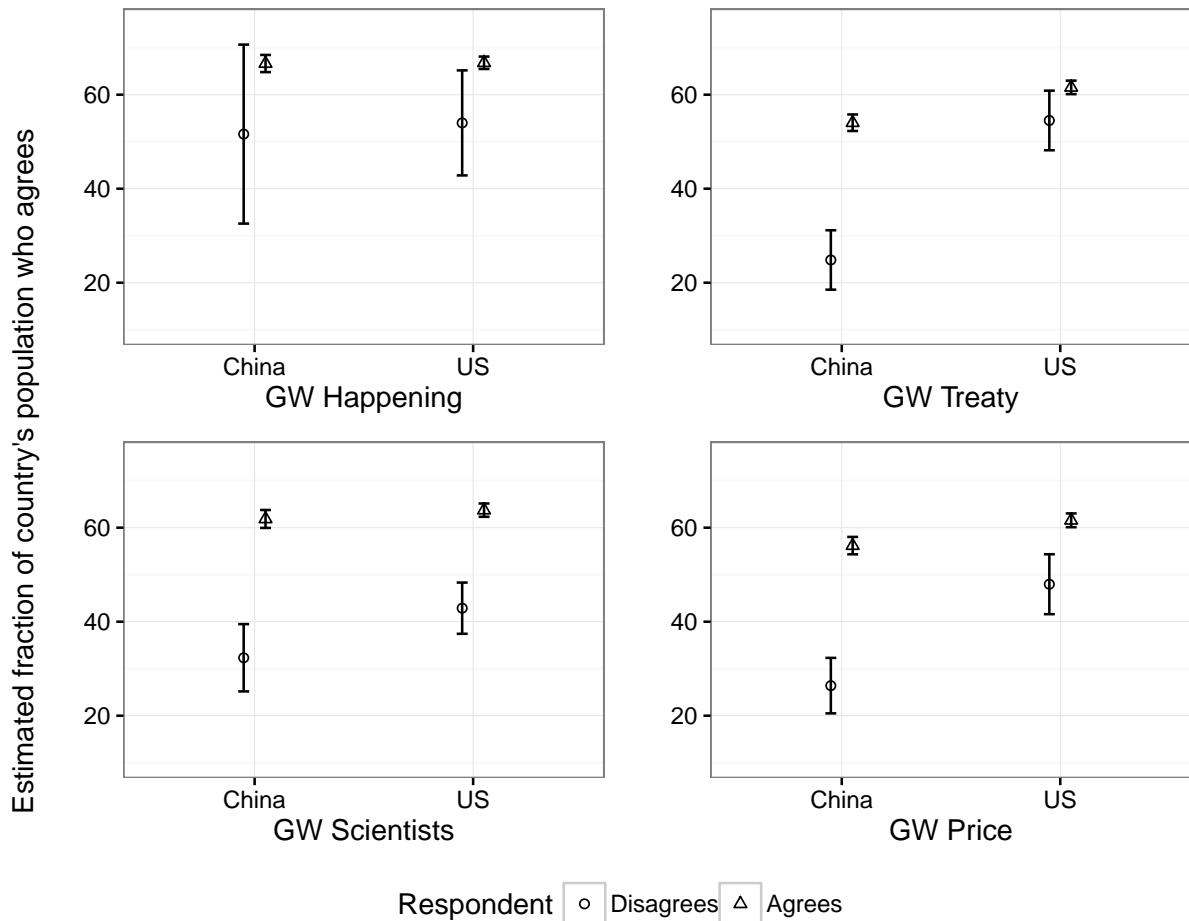 Estimated fraction of country's population who agrees
60
40
20
China US
GW Happening
60
40
20
China US
GW Treaty
60
40
20
China US
GW Scientists
60
40
20
China US
GW Price
Respondent Disagrees Agrees